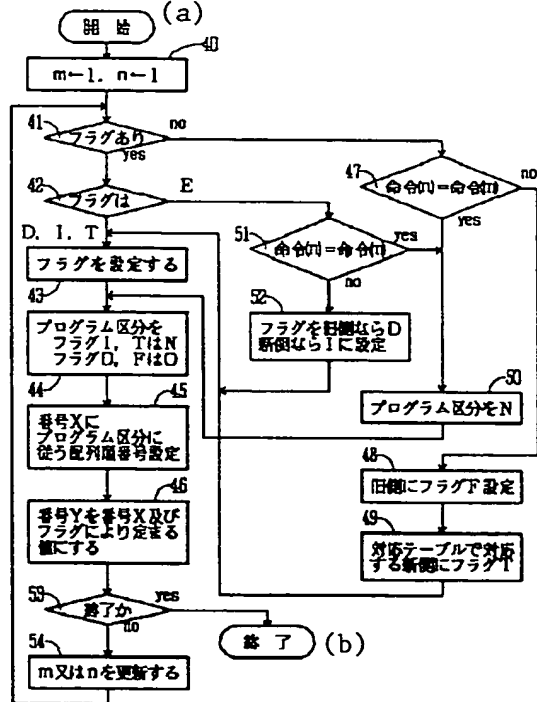 (a)
開 始
40
m←1. n←1
41
フラグあり
no
yes
42
フラグは
E
D. I. T
フラグを設定する
43
プログラム区分を
フラグI, TはN
フラグD, FはO
44
45
番号Xに
プログラム区分に
従う配列順番号設定
46
番号Yを番号X及び
フラグにより定まる
値にする
53
終了か
yes
no
終 了
(b)
54
m又はnを更新する
47
命令(n)=命令(m)
no
yes
51
命令(n)=命令(m)
yes
no
52
フラグを旧側ならD
新側ならIに設定
50
プログラム区分をN
48
旧側にフラグF設定
49
対応テーブルで対応
する新側にフラグT